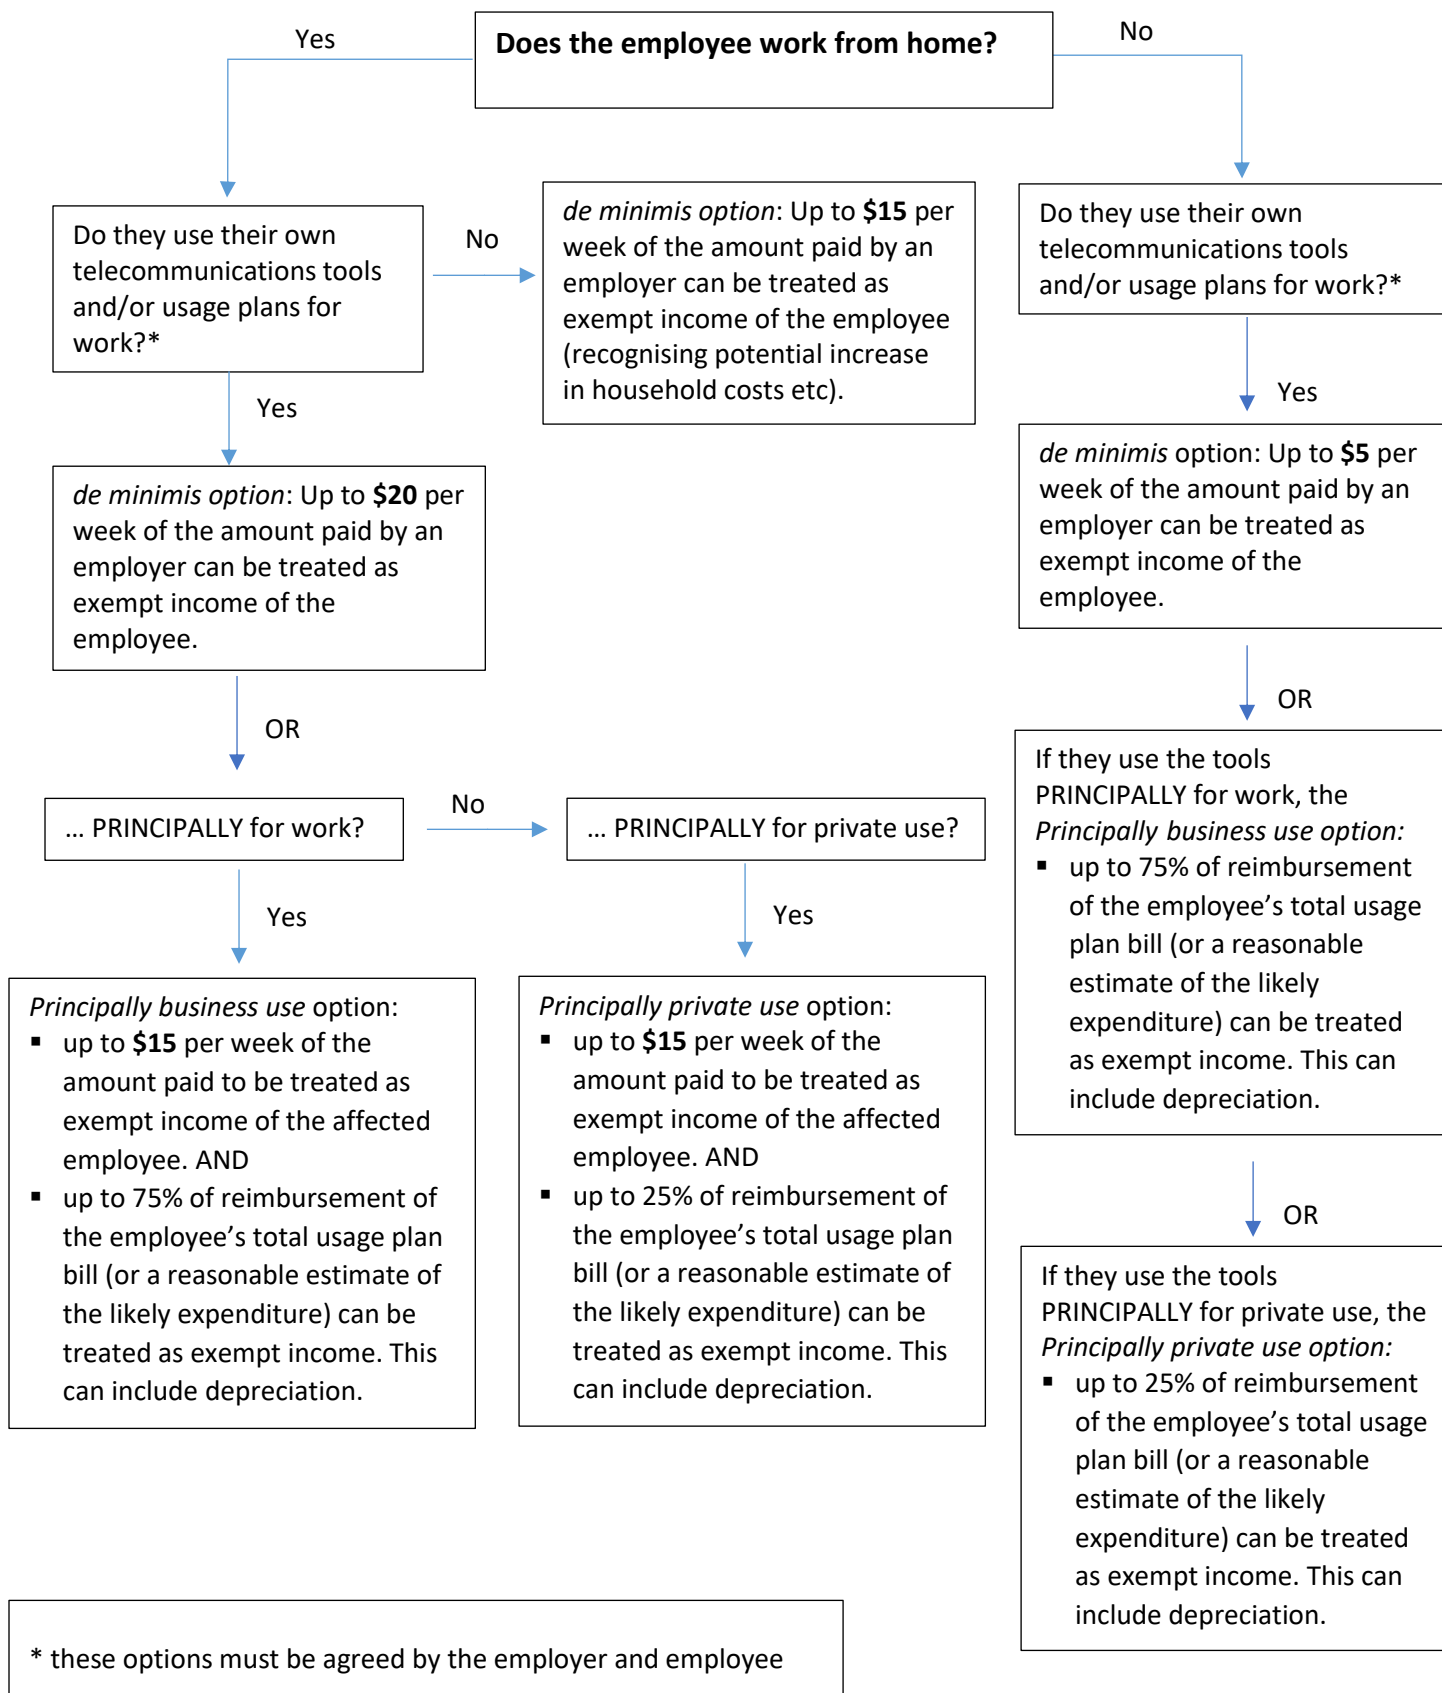 Does the employee work from home?
Yes
No
Do they use their own
telecommunications tools
and/or usage plans for
work?*
No
de minimis option: Up to $15 per
week of the amount paid by an
employer can be treated as
exempt income of the employee
(recognising potential increase
in household costs etc).
Yes
de minimis option: Up to $20 per
week of the amount paid by an
employer can be treated as
exempt income of the
employee.
OR
... PRINCIPALLY for work?
No
... PRINCIPALLY for private use?
Yes
Yes
Principally business use option:
▪ up to $15 per week of the
amount paid to be treated as
exempt income of the affected
employee. AND
▪ up to 75% of reimbursement of
the employee’s total usage plan
bill (or a reasonable estimate of
the likely expenditure) can be
treated as exempt income. This
can include depreciation.
Principally private use option:
▪ up to $15 per week of the
amount paid to be treated as
exempt income of the affected
employee. AND
▪ up to 25% of reimbursement of
the employee’s total usage plan
bill (or a reasonable estimate of
the likely expenditure) can be
treated as exempt income. This
can include depreciation.
Do they use their own
telecommunications tools
and/or usage plans for work?*
Yes
de minimis option: Up to $5 per
week of the amount paid by an
employer can be treated as
exempt income of the
employee.
OR
If they use the tools
PRINCIPALLY for work, the
Principally business use option:
▪ up to 75% of reimbursement
of the employee’s total usage
plan bill (or a reasonable
estimate of the likely
expenditure) can be treated
as exempt income. This can
include depreciation.
OR
If they use the tools
PRINCIPALLY for private use, the
Principally private use option:
▪ up to 25% of reimbursement
of the employee’s total usage
plan bill (or a reasonable
estimate of the likely
expenditure) can be treated
as exempt income. This can
include depreciation.
* these options must be agreed by the employer and employee